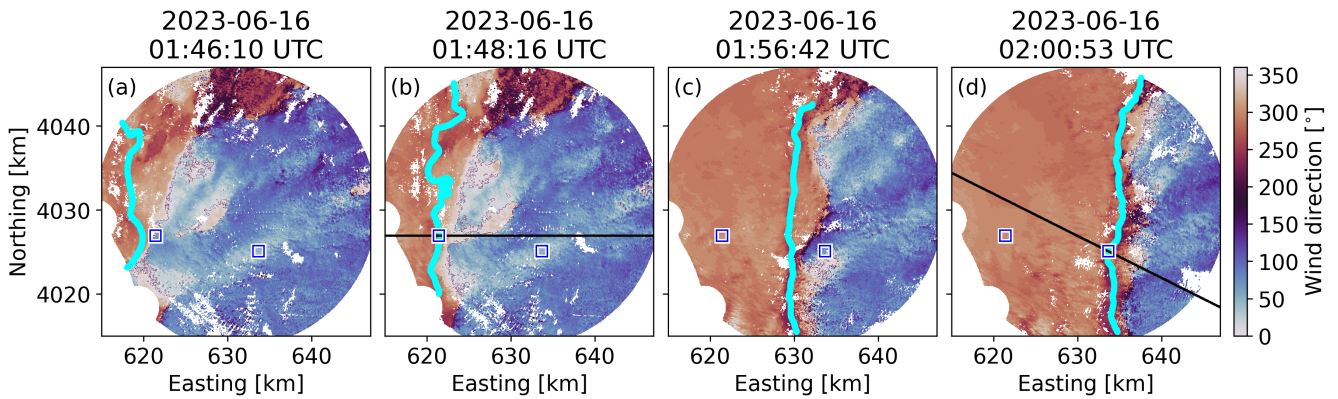 2023-06-16
01:46:10 UTC
2023-06-16
01:48:16 UTC
2023-06-16
01:56:42 UTC
2023-06-16
02:00:53 UTC
(a)
(b)
(c)
(d)
Northing [km]
4040
4030
4020
620 630 640
620 630 640
620 630 640
620 630 640
Easting [km]
Easting [km]
Easting [km]
Easting [km]
350
300
250
200
150
100
50
0
Wind direction [°]